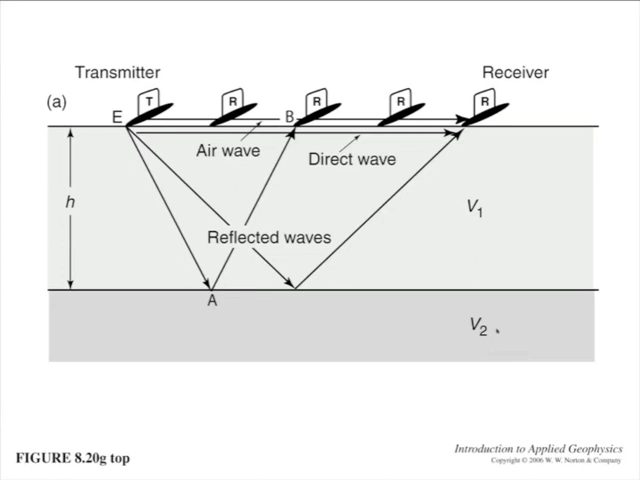 Transmitter
Receiver
(a)
T
R
R
R
R
E
B
Air wave
Direct wave
h
V1
Reflected waves
A
V2
FIGURE 8.20g top
Introduction to Applied Geophysics
Copyright © 2006 W. W. Norton & Company